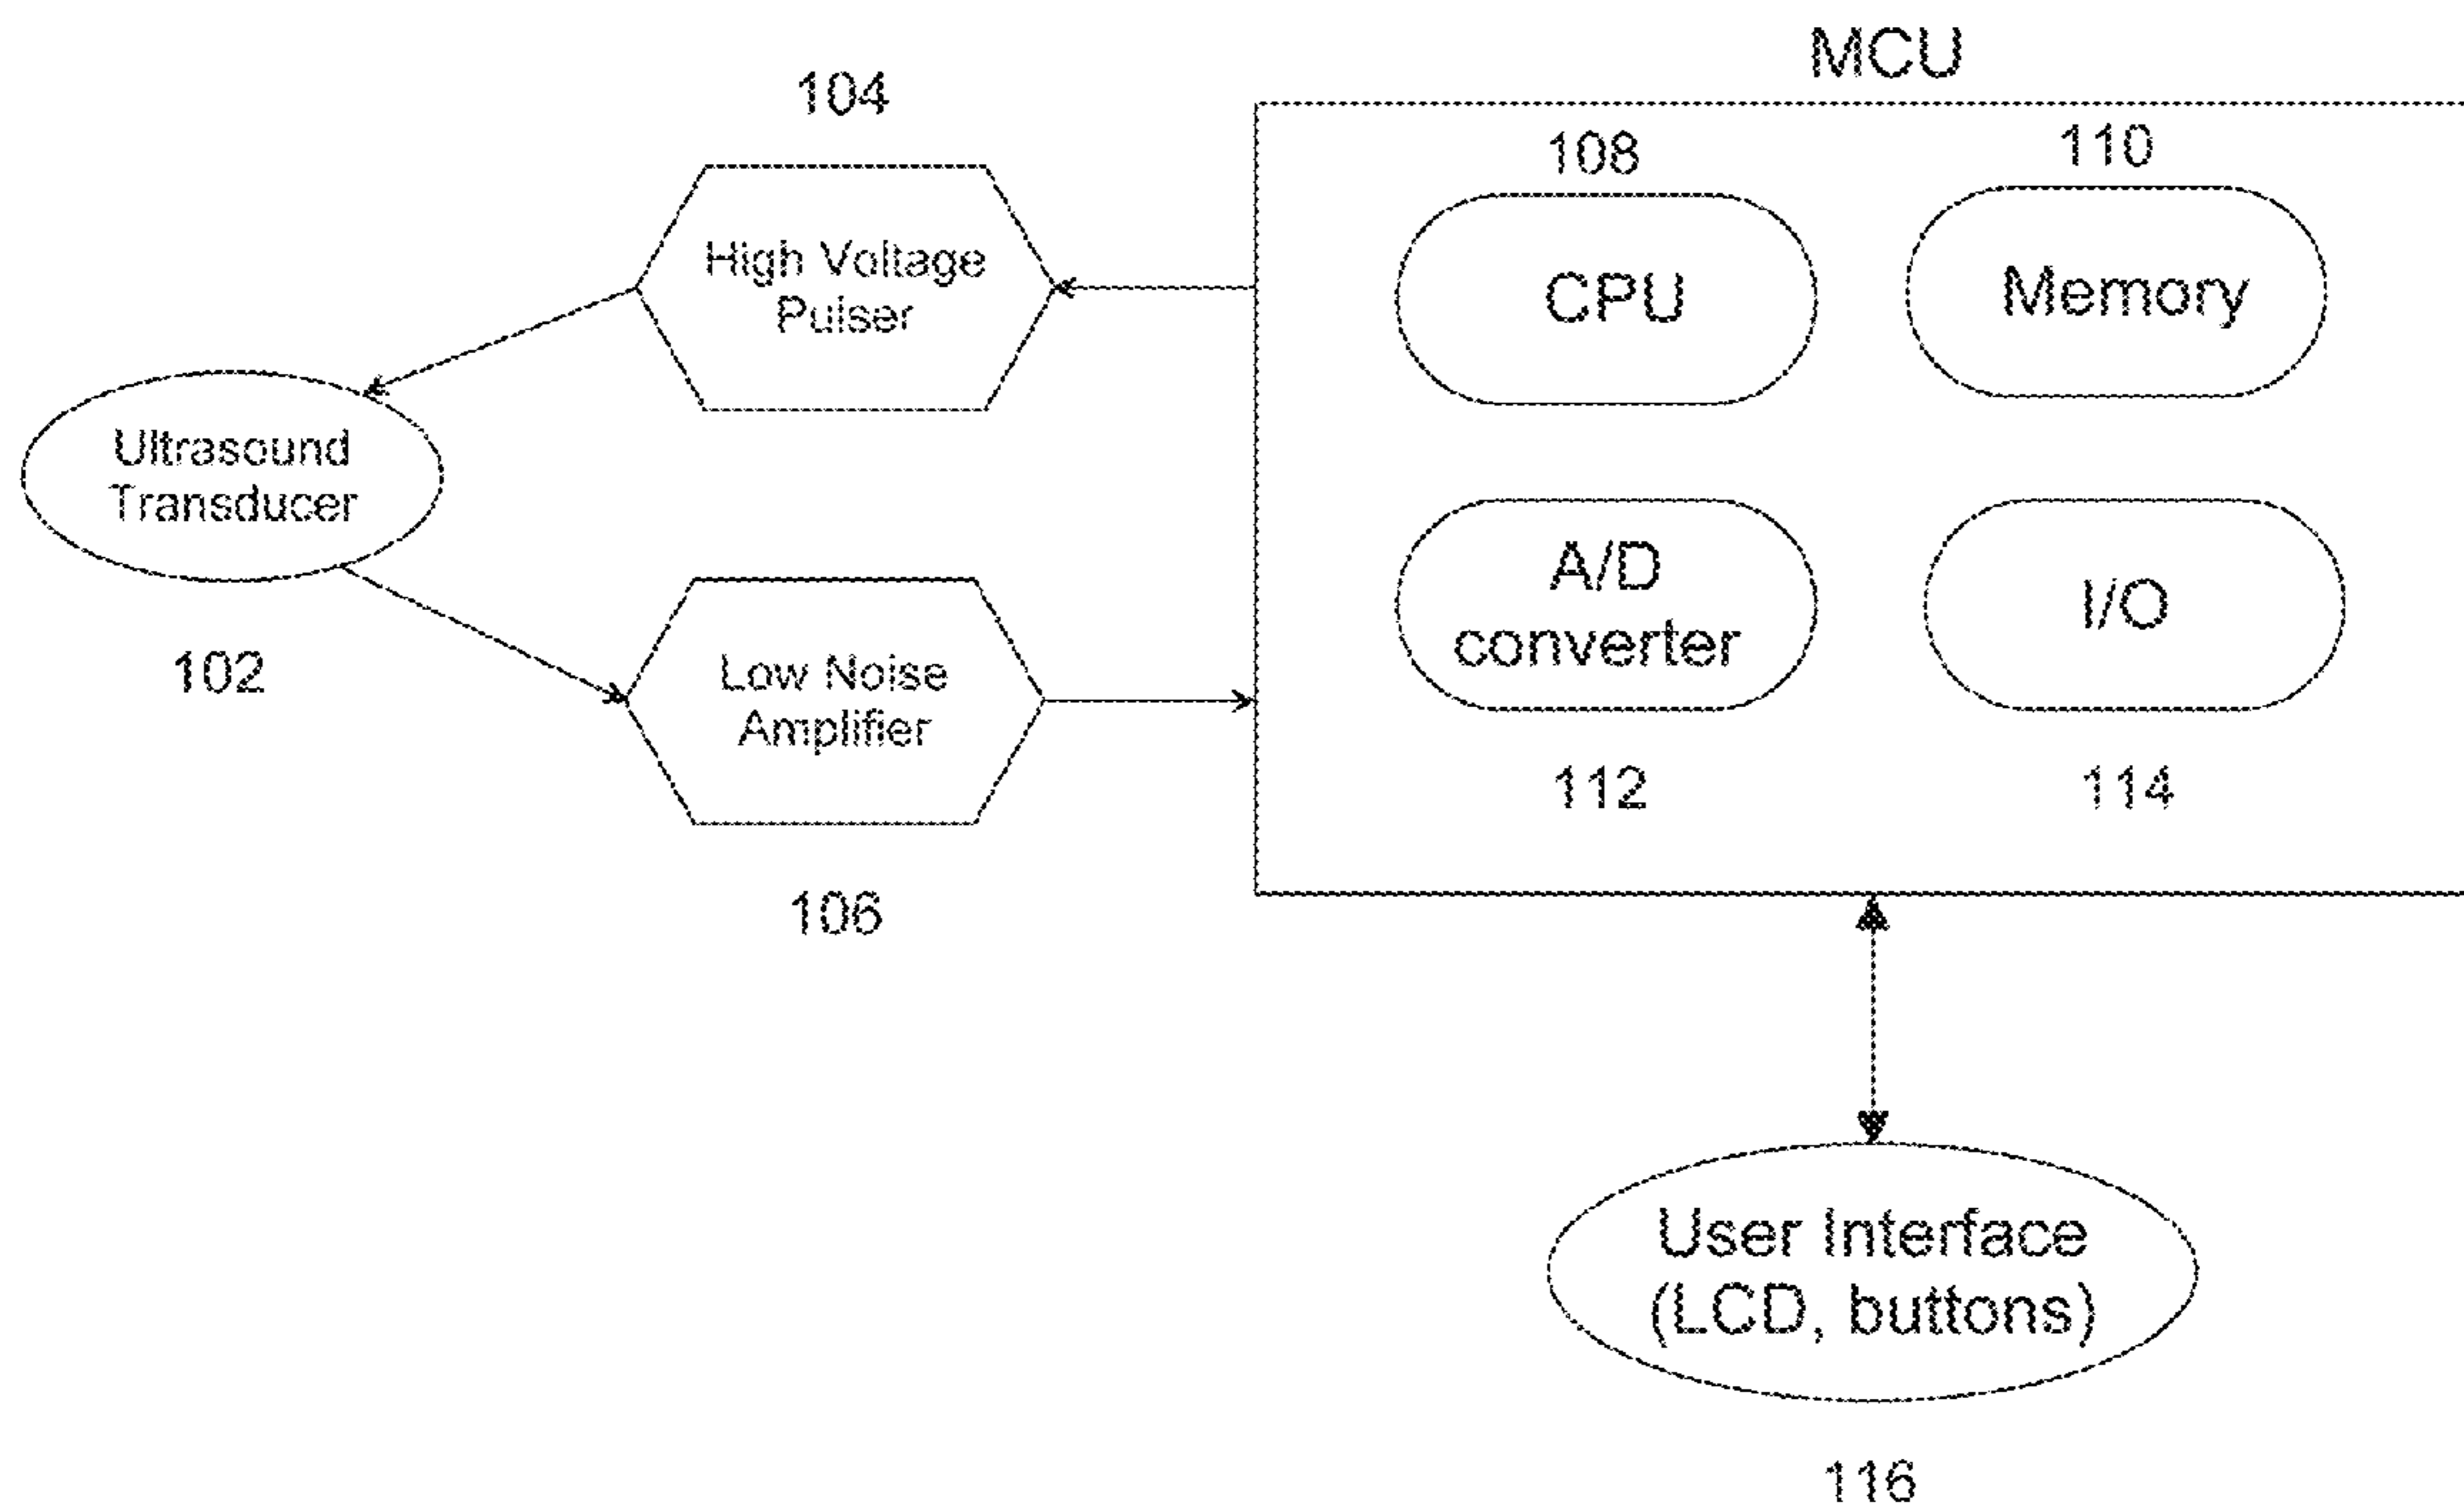 MCU
104
108
110
High Voltage
Pulser
CPU
Memory
Ultrasound
Transducer
102
Low Noise
Amplifier
106
A/D
converter
I/O
112
114
User Interface
(LCD, buttons)
116